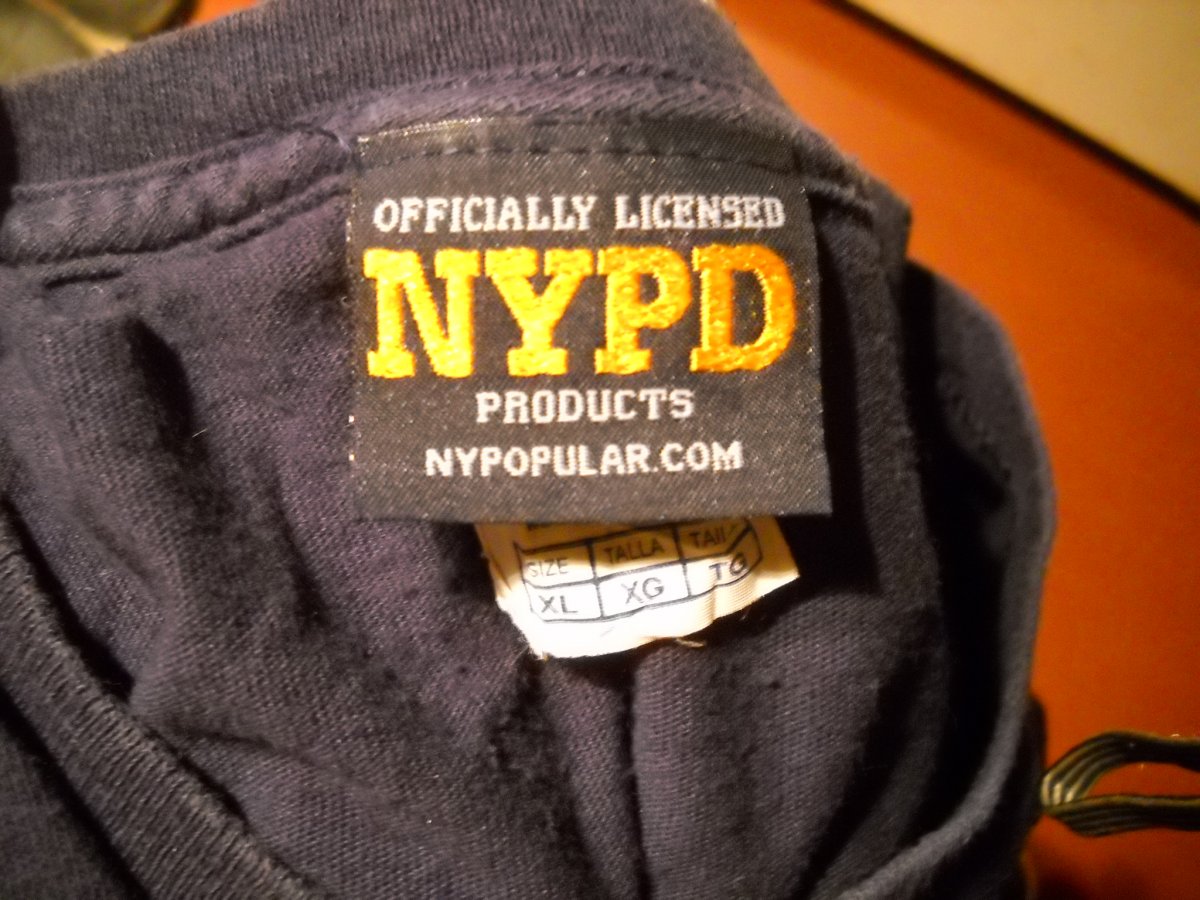 OFFICIALLY LICENSED
NYPD
PRODUCTS
NYPOPULAR.COM
SIZE TALLA
XL XG TG